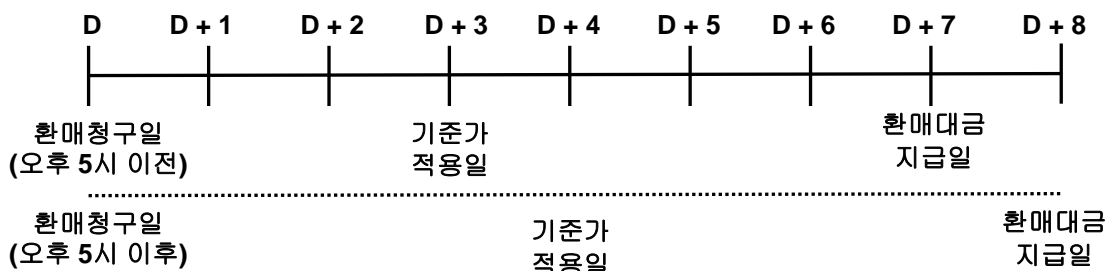 D D + 1 D + 2 D + 3 D + 4 D + 5 D + 6 D + 7 D + 8
환매청구일
(오후 5시 이전)
기준가
적용일
환매대금
지급일
환매청구일
(오후 5시 이후)
기준가
적용일
환매대금
지급일